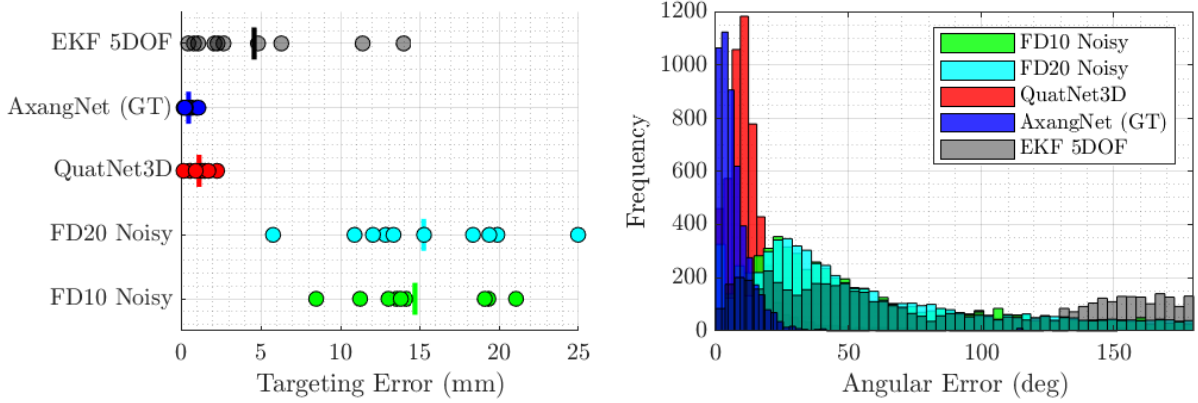 EKF 5DOF
AxangNet (GT)
QuatNet3D
FD20 Noisy
FD10 Noisy
0 5 10 15 20 25
Targeting Error (mm)
1200
1000
800
600
400
200
0
Frequency
0 50 100 150
Angular Error (deg)
FD10 Noisy
FD20 Noisy
QuatNet3D
AxangNet (GT)
EKF 5DOF